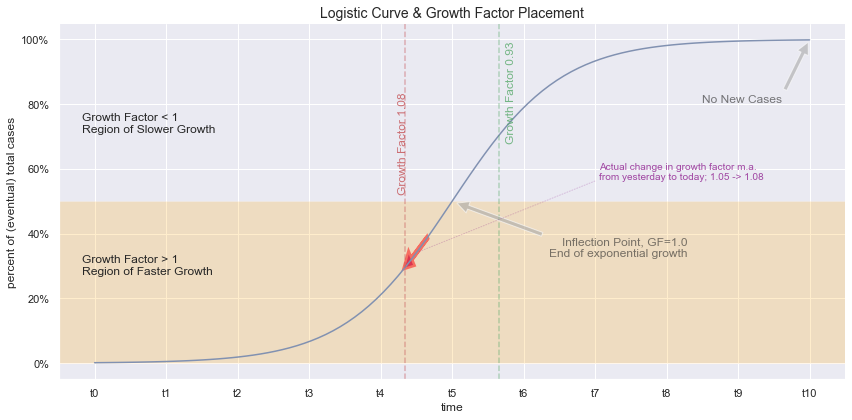 Logistic Curve & Growth Factor Placement
100%
80%
60%
40%
20%
0%
percent of (eventual) total cases
Growth Factor < 1
Region of Slower Growth
Growth Factor > 1
Region of Faster Growth
Growth Factor 1.08
Growth Factor 0.93
No New Cases
Actual change in growth factor m.a.
from yesterday to today; 1.05 -> 1.08
Inflection Point, GF=1.0
End of exponential growth
t0 t1 t2 t3 t4 t5 t6 t7 t8 t9 t10
time